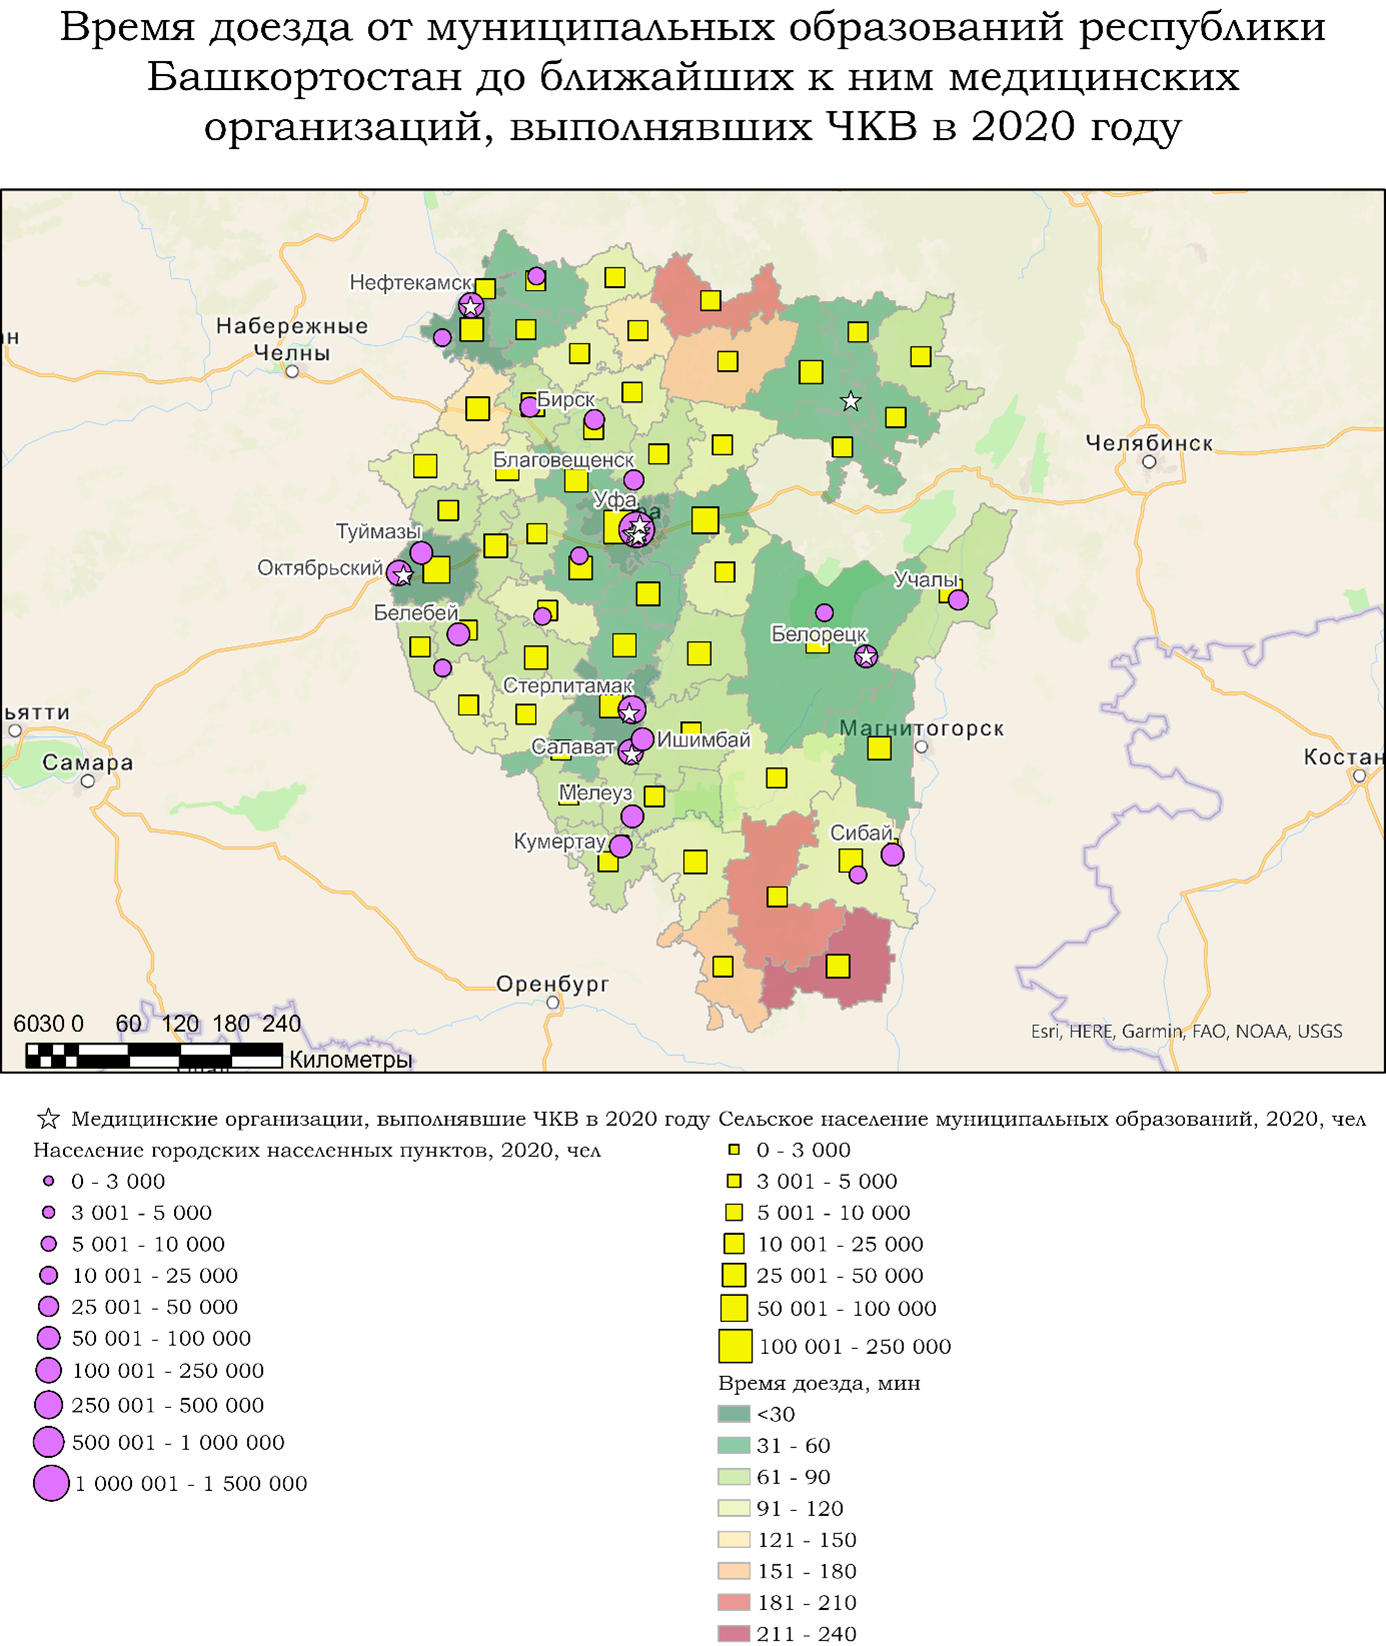 Время доезда от муниципальных образований республики
Башкортостан до ближайших к ним медицинских
организаций, выполнявших ЧКВ в 2020 году
Нефтекамск
Набережные
Челны
Бирск
Челябинск
Благовещенск
Уфа
Туймазы
Октябрьский
Учалы
Белебей
Белорецк
Стерлитамак
ьятти
Магнитогорск
Салават
Ишимбай
Самара
Костан
Мелеуз
Сибай
Кумертау
Оренбург
6030 0 60 120 180 240
Километры
Esri, HERE, Garmin, FAO, NOAA, USGS
Медицинские организации, выполнявшие ЧКВ в 2020 году
Население городских населенных пунктов, 2020, чел
0 - 3 000
3 001 - 5 000
5 001 - 10 000
10 001 - 25 000
25 001 - 50 000
50 001 - 100 000
100 001 - 250 000
250 001 - 500 000
500 001 - 1 000 000
1 000 001 - 1 500 000
Сельское население муниципальных образований, 2020, чел
0 - 3 000
3 001 - 5 000
5 001 - 10 000
10 001 - 25 000
25 001 - 50 000
50 001 - 100 000
100 001 - 250 000
Время доезда, мин
<30
31 - 60
61 - 90
91 - 120
121 - 150
151 - 180
181 - 210
211 - 240